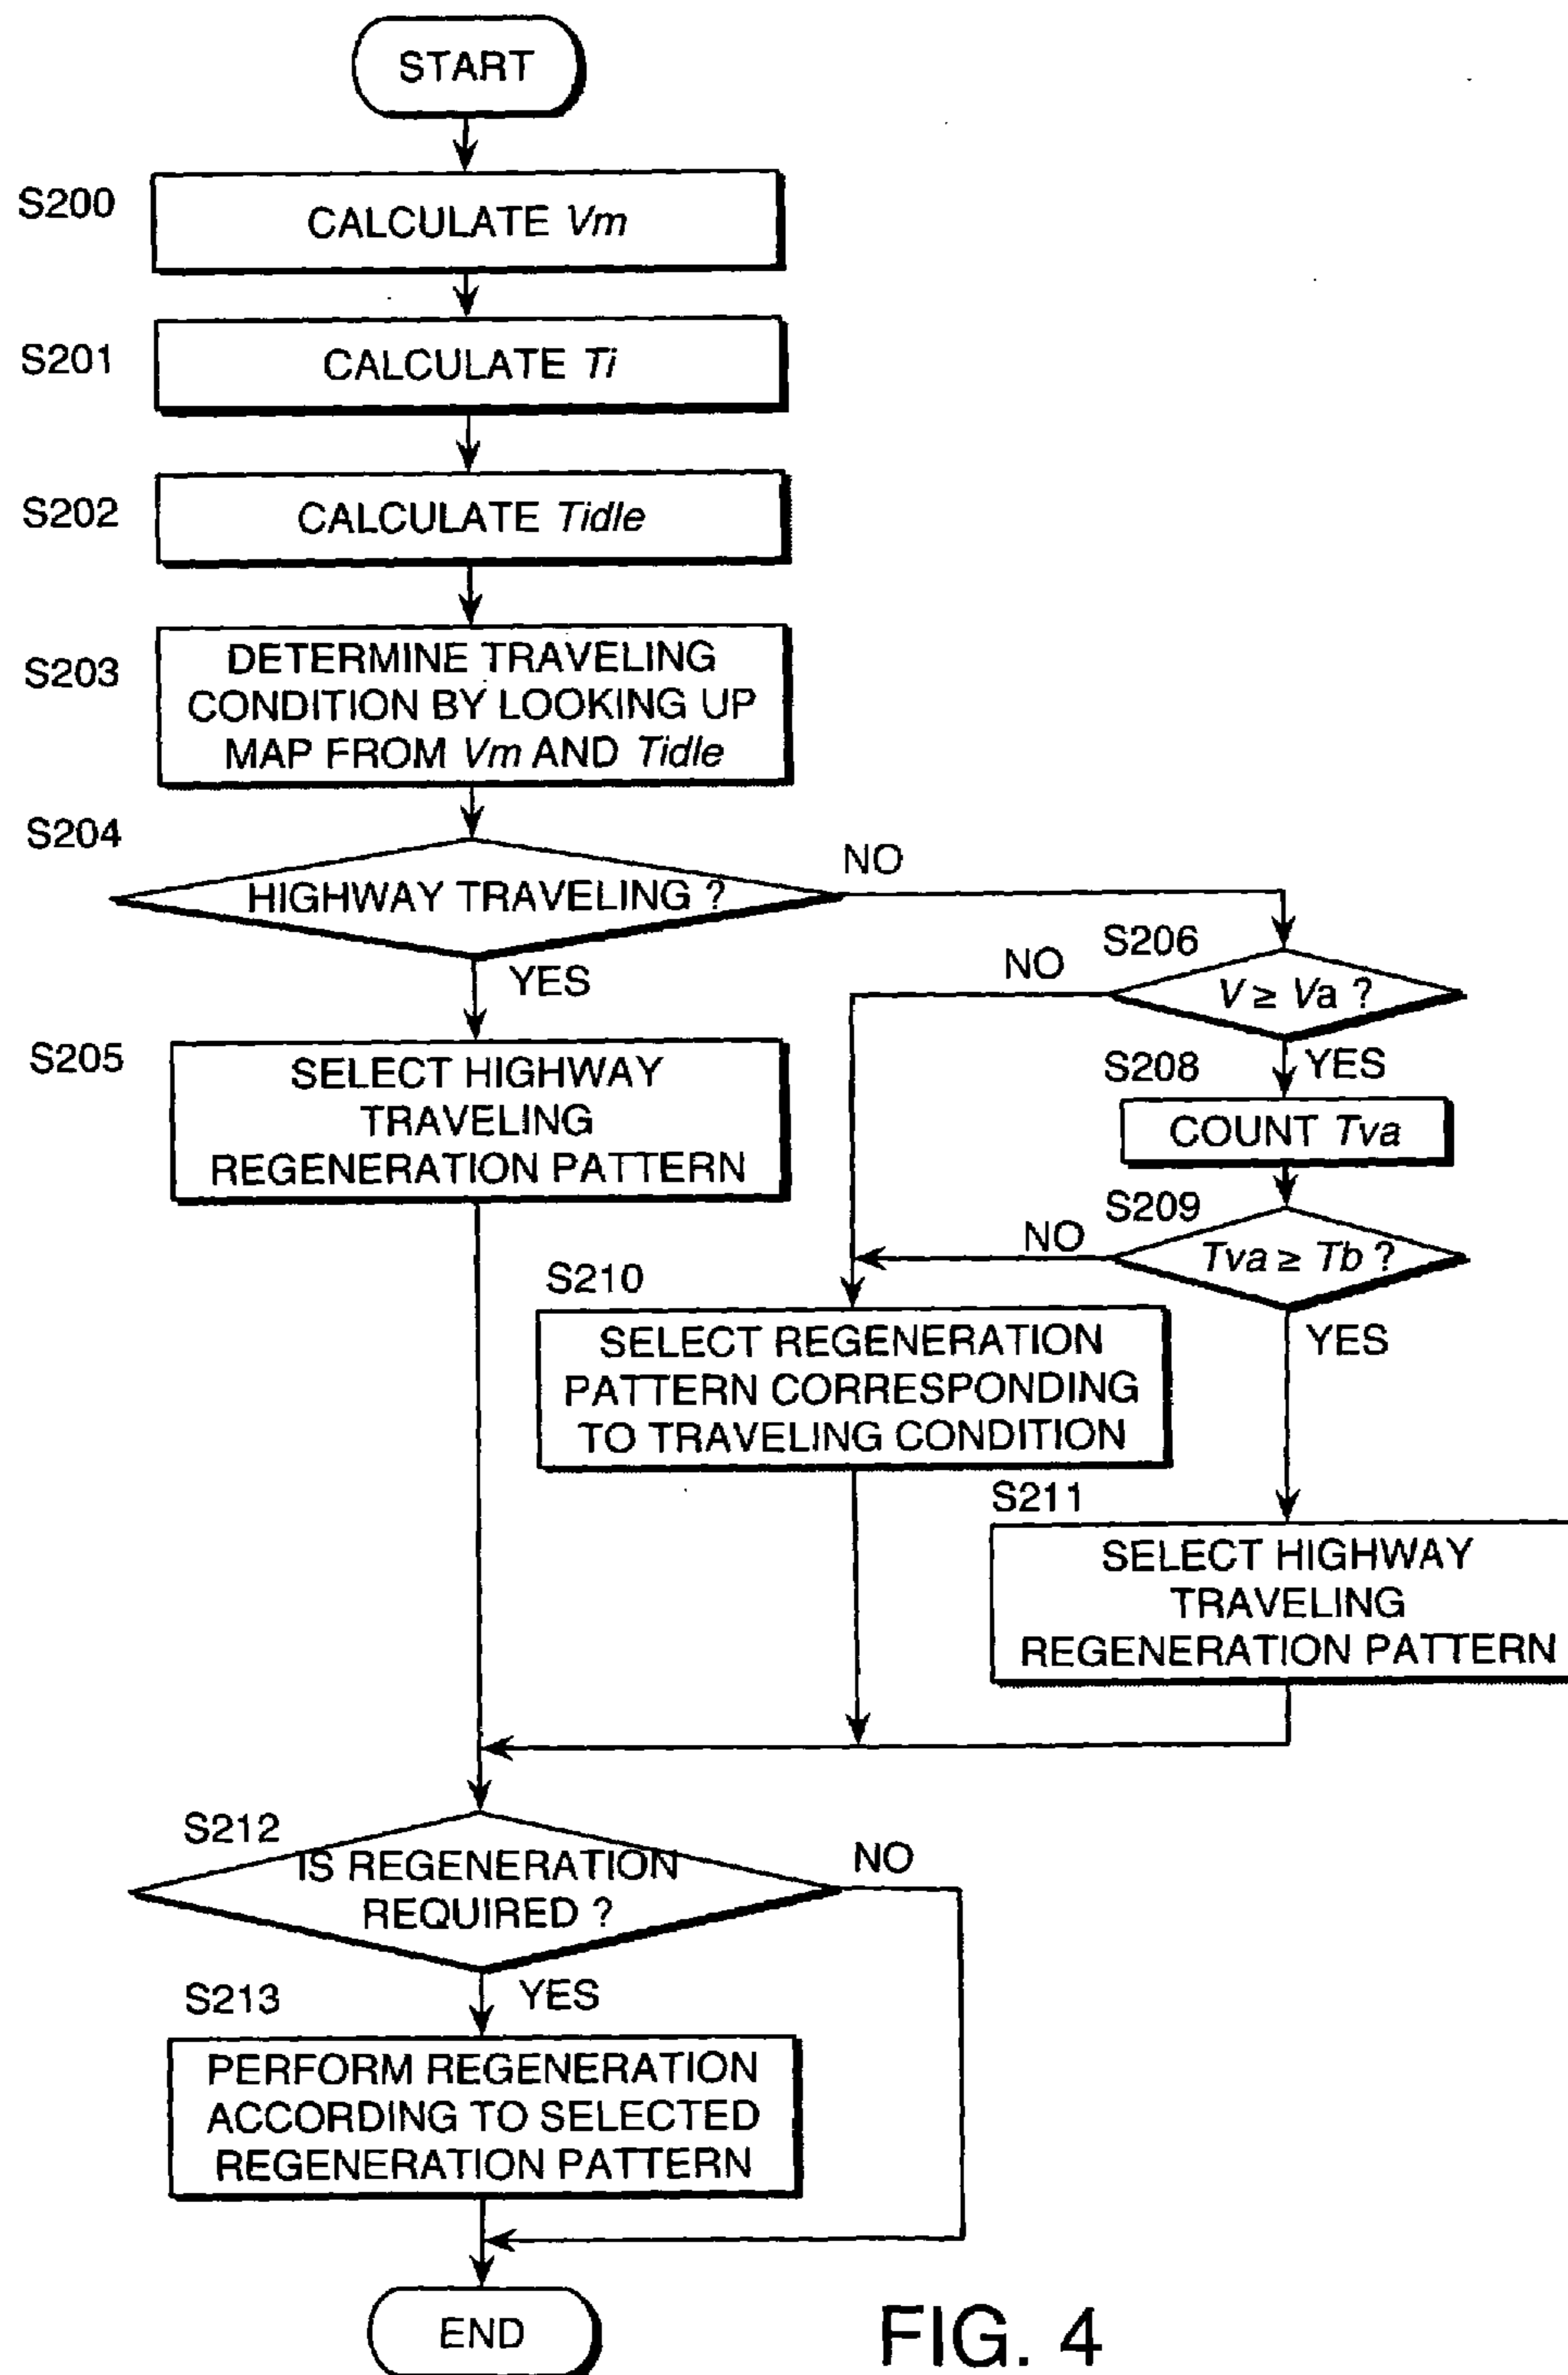 START
S200
CALCULATE Vm
S201
CALCULATE Ti
S202
CALCULATE Tidle
S203
DETERMINE TRAVELING
CONDITION BY LOOKING UP
MAP FROM Vm AND Tidle
S204
HIGHWAY TRAVELING ?
NO
YES
S205
SELECT HIGHWAY
TRAVELING
REGENERATION PATTERN
S206
V ≥ Va ?
NO
YES
S208
COUNT Tva
S209
Tva ≥ Tb ?
NO
YES
S210
SELECT REGENERATION
PATTERN CORRESPONDING
TO TRAVELING CONDITION
S211
SELECT HIGHWAY
TRAVELING
REGENERATION PATTERN
S212
IS REGENERATION
REQUIRED ?
NO
YES
S213
PERFORM REGENERATION
ACCORDING TO SELECTED
REGENERATION PATTERN
END
FIG. 4